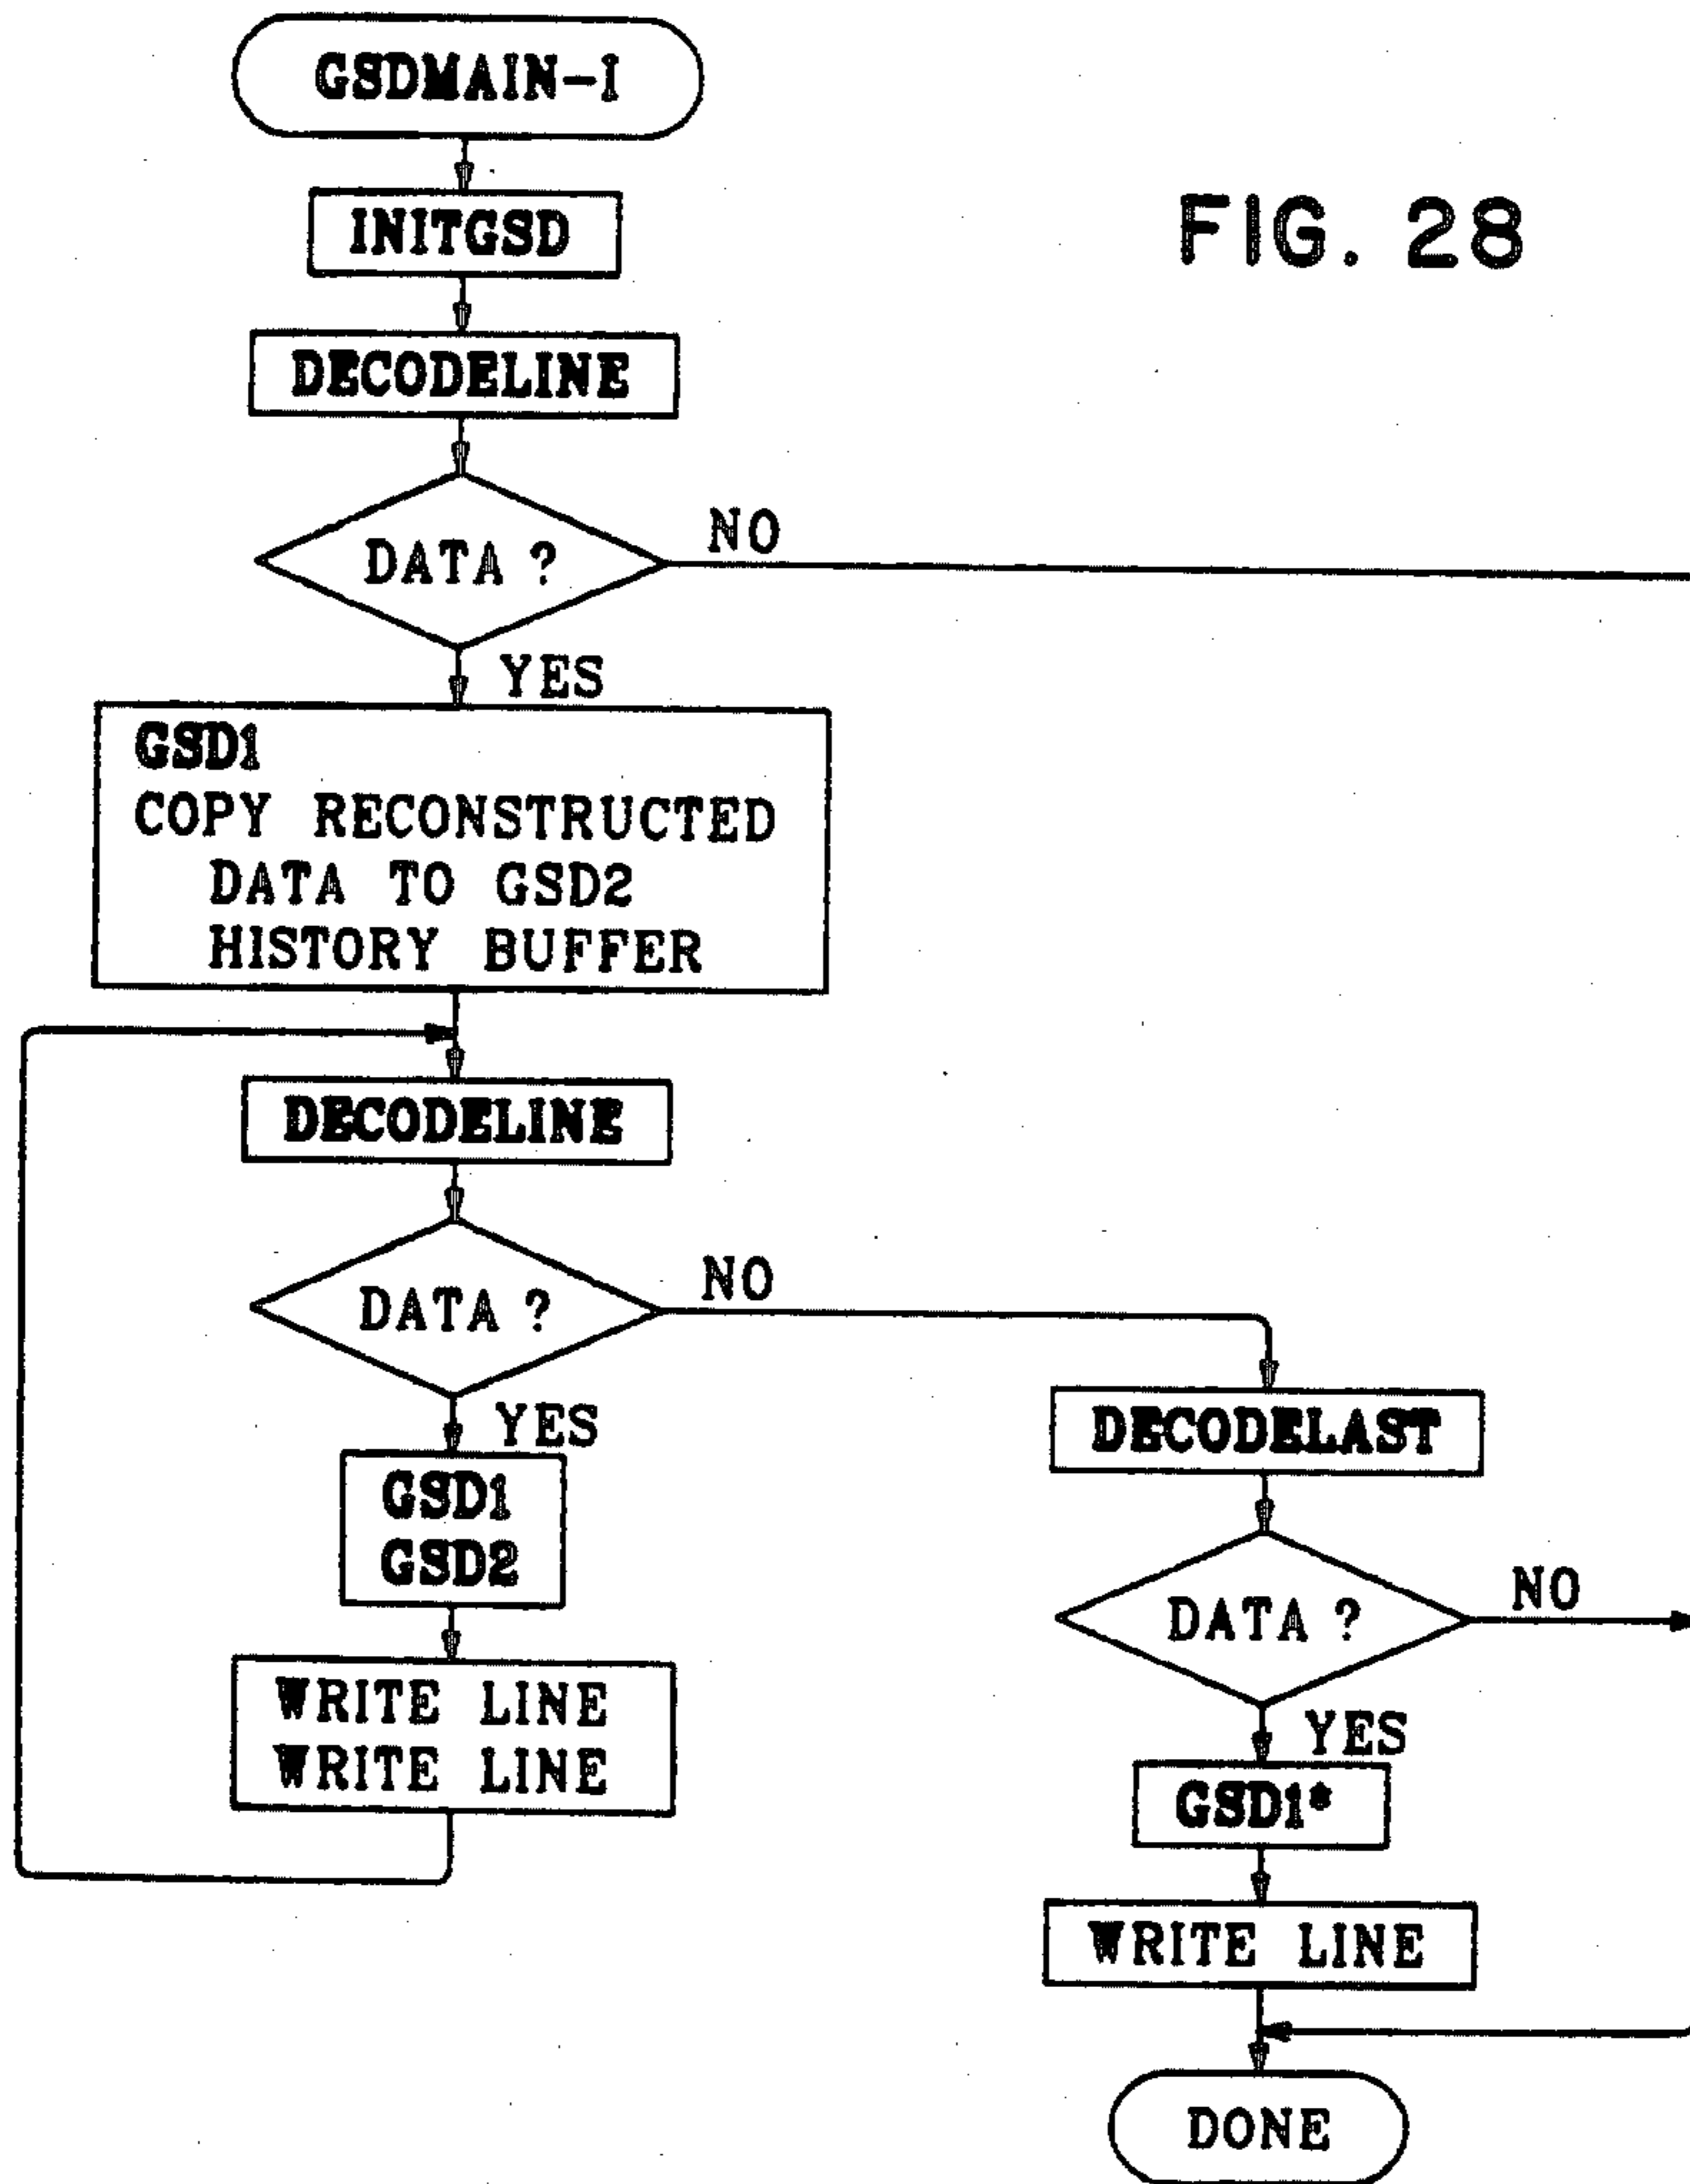 GSDMAIN-I
FIG. 28
INITGSD
DECODELINE
DATA ?
NO
YES
GSD1
COPY RECONSTRUCTED
DATA TO GSD2
HISTORY BUFFER
DECODELINE
DATA ?
NO
YES
GSD1
GSD2
WRITE LINE
WRITE LINE
DECODELAST
DATA ?
NO
YES
GSD1*
WRITE LINE
DONE